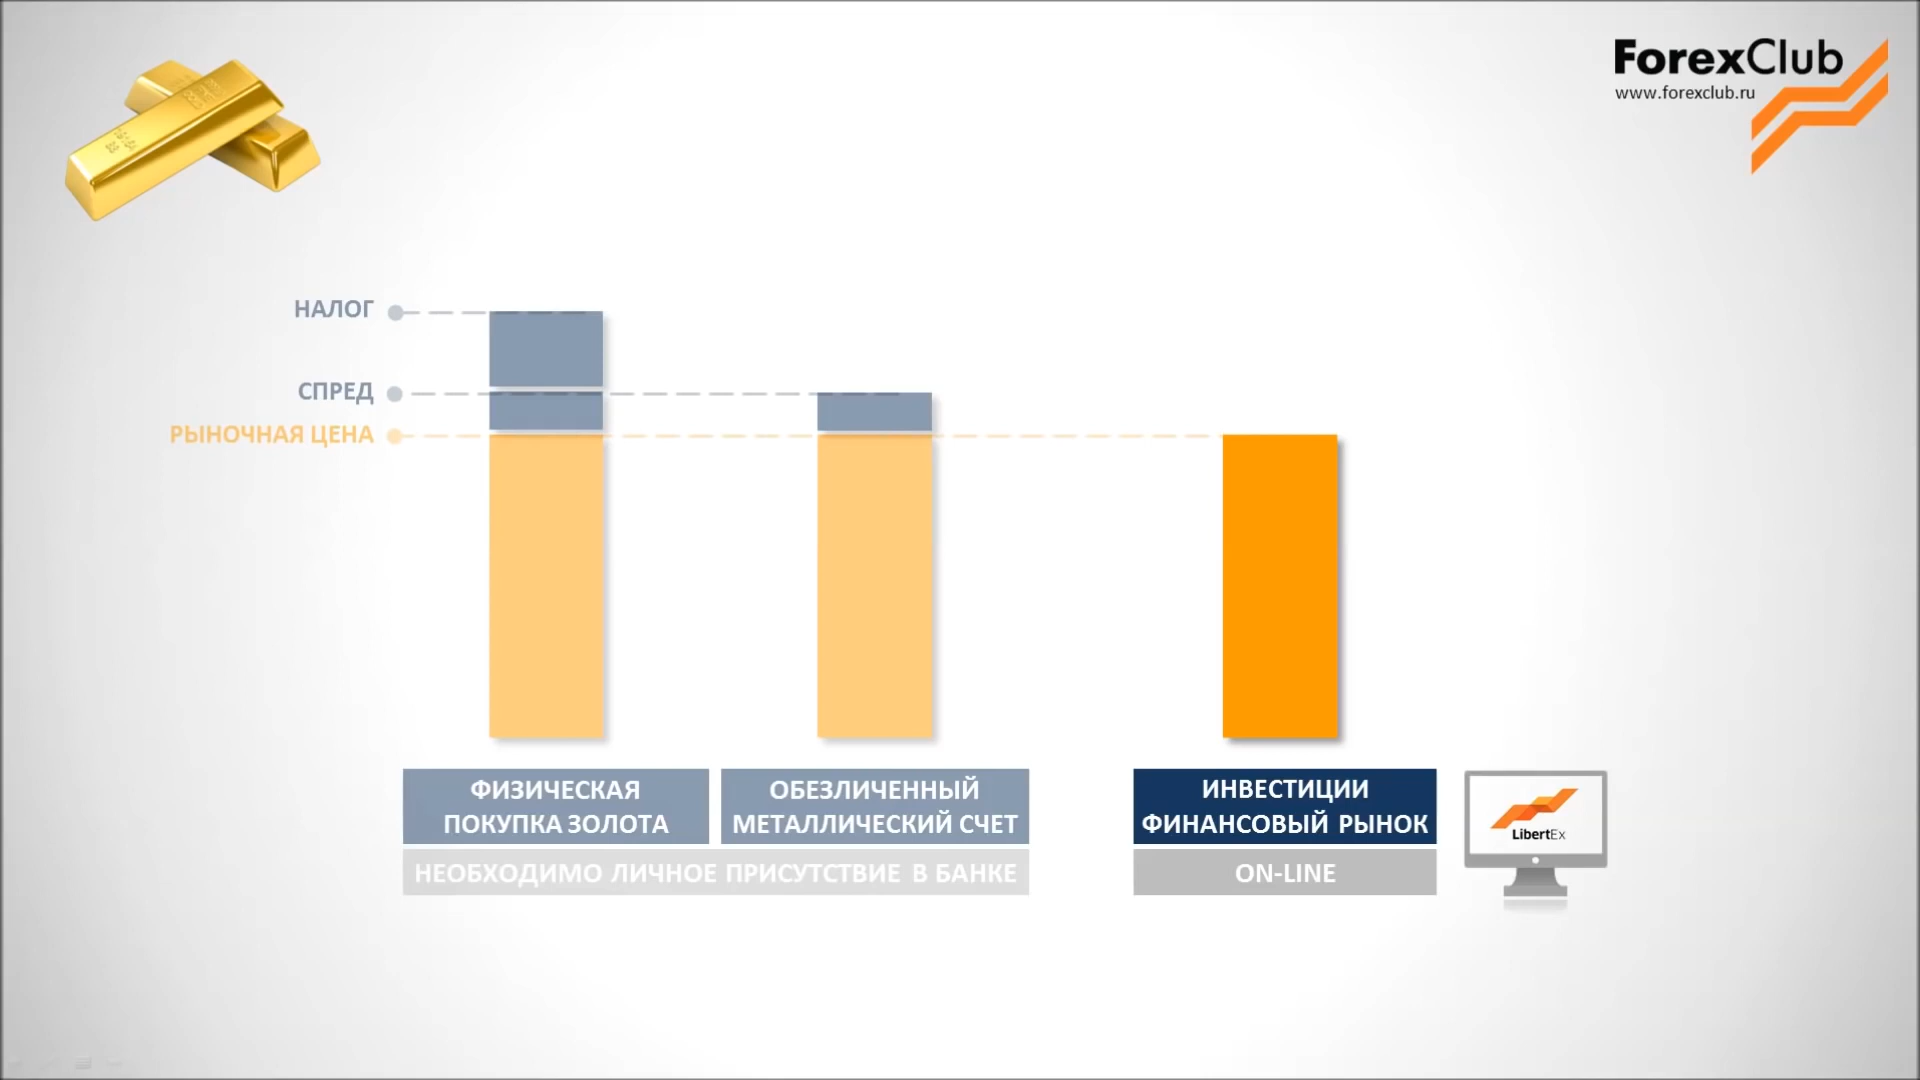 ForexClub
www.forexclub.ru
НАЛОГ
СПРЕД
РЫНОЧНАЯ ЦЕНА
ФИЗИЧЕСКАЯ
ПОКУПКА ЗОЛОТА
ОБЕЗЛИЧЕННЫЙ
МЕТАЛЛИЧЕСКИЙ СЧЕТ
НЕОБХОДИМО ЛИЧНОЕ ПРИСУТСТВИЕ В БАНКЕ
ИНВЕСТИЦИИ
ФИНАНСОВЫЙ РЫНОК
ON-LINE
LibertEx